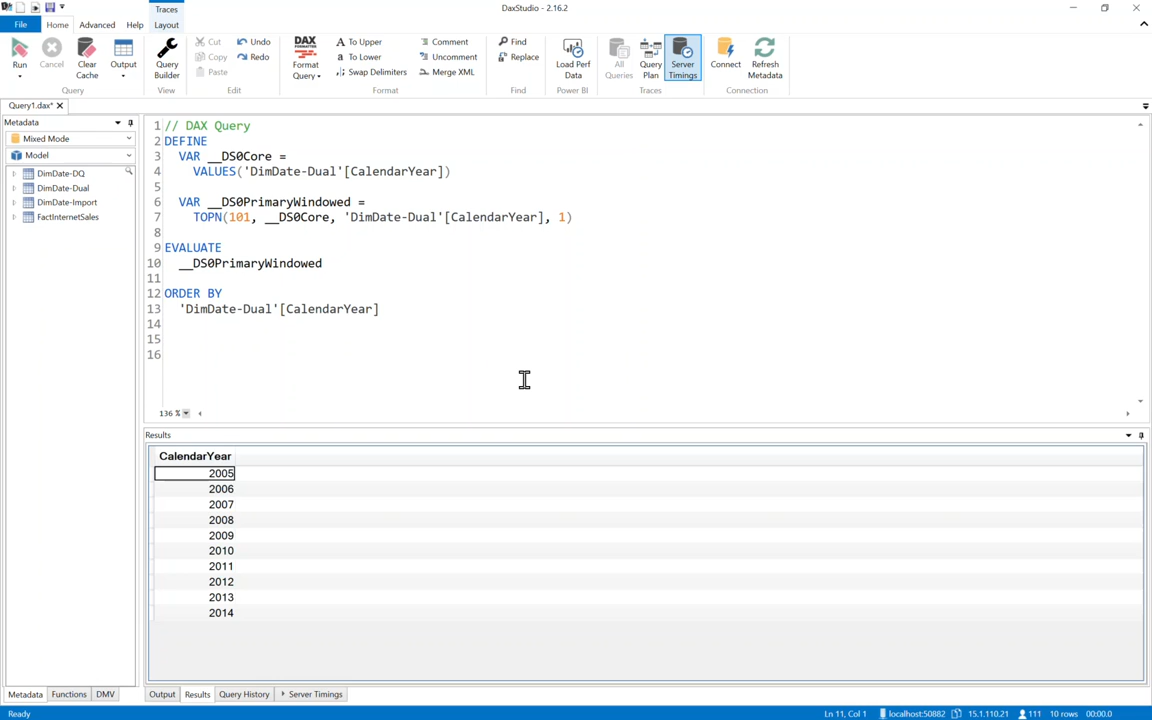 DaxStudio - 2.16.2
Traces
File Home Advanced Help Layout
Run
Cancel
Clear Cache
Output
Query Builder
Cut
Copy
Paste
Undo
Redo
DAX FORMATTER
Format Query
To Upper
To Lower
Swap Delimiters
Comment
Uncomment
Merge XML
Find
Replace
Load Perf Data
All Queries
Query Plan
Server Timings
Connect
Refresh Metadata
Query View Edit Format Find Power BI Traces Connection
Query1.dax*
Metadata
Mixed Mode
Model
DimDate-DQ
DimDate-Dual
DimDate-Import
FactInternetSales
1 // DAX Query
2 DEFINE
3 VAR __DS0Core =
4 VALUES('DimDate-Dual'[CalendarYear])
5
6 VAR __DS0PrimaryWindowed =
7 TOPN(101, __DS0Core, 'DimDate-Dual'[CalendarYear], 1)
8
9 EVALUATE
10 __DS0PrimaryWindowed
11
12 ORDER BY
13 'DimDate-Dual'[CalendarYear]
14
15
16
136 %
Results
CalendarYear
2005
2006
2007
2008
2009
2010
2011
2012
2013
2014
Metadata Functions DMV
Output Results Query History Server Timings
Ready Ln 11, Col 1 localhost:50882 15.1.110.21 111 10 rows 00:00.0